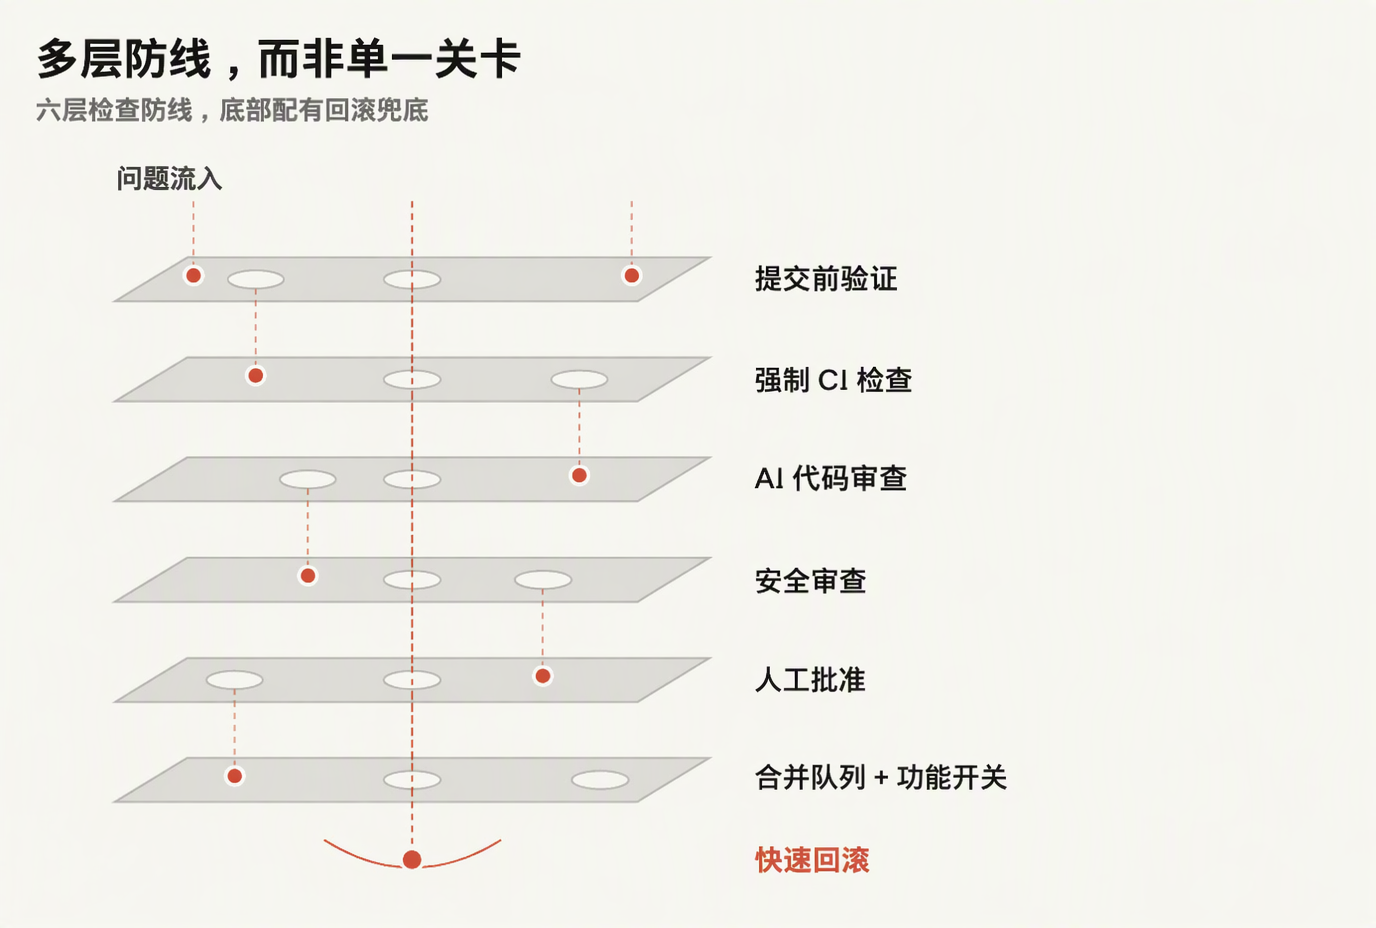 多层防线，而非单一关卡
六层检查防线，底部配有回滚兜底
问题流入
提交前验证
强制 CI 检查
AI 代码审查
安全审查
人工批准
合并队列 + 功能开关
快速回滚